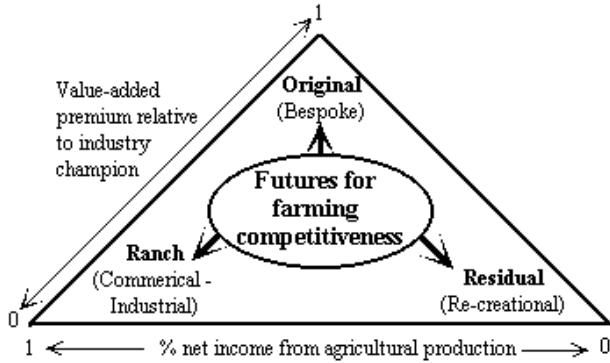 1
Value-added
premium relative
to industry
champion
Original
(Bespoke)
Futures for
farming
competitiveness
Ranch
(Commerical -
Industrial)
Residual
(Re-creational)
0
1 % net income from agricultural production 0